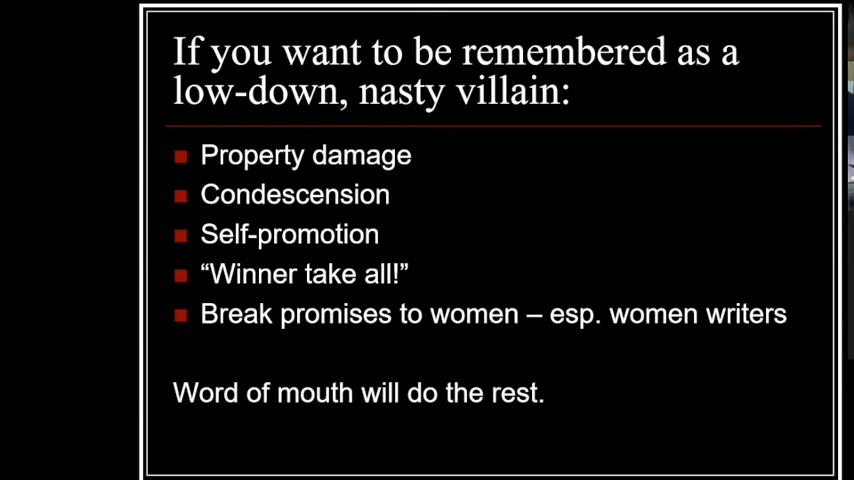 If you want to be remembered as a
low-down, nasty villain:
Property damage
Condescension
Self-promotion
“Winner take all!”
Break promises to women – esp. women writers
Word of mouth will do the rest.